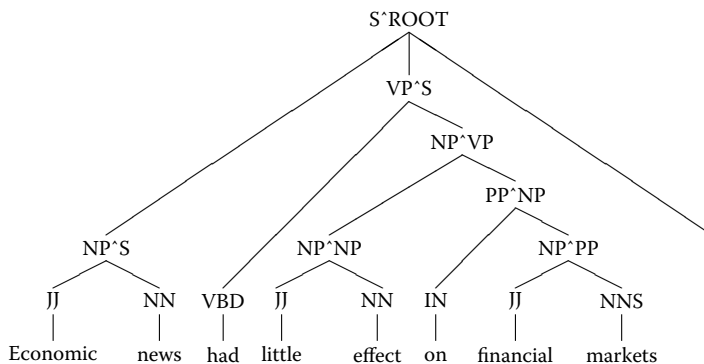 S^ROOT
VP^S
NP^VP
PP^NP
NP^S NP^NP NP^PP
JJ NN VBD JJ NN IN JJ NNS
Economic news had little effect on financial markets